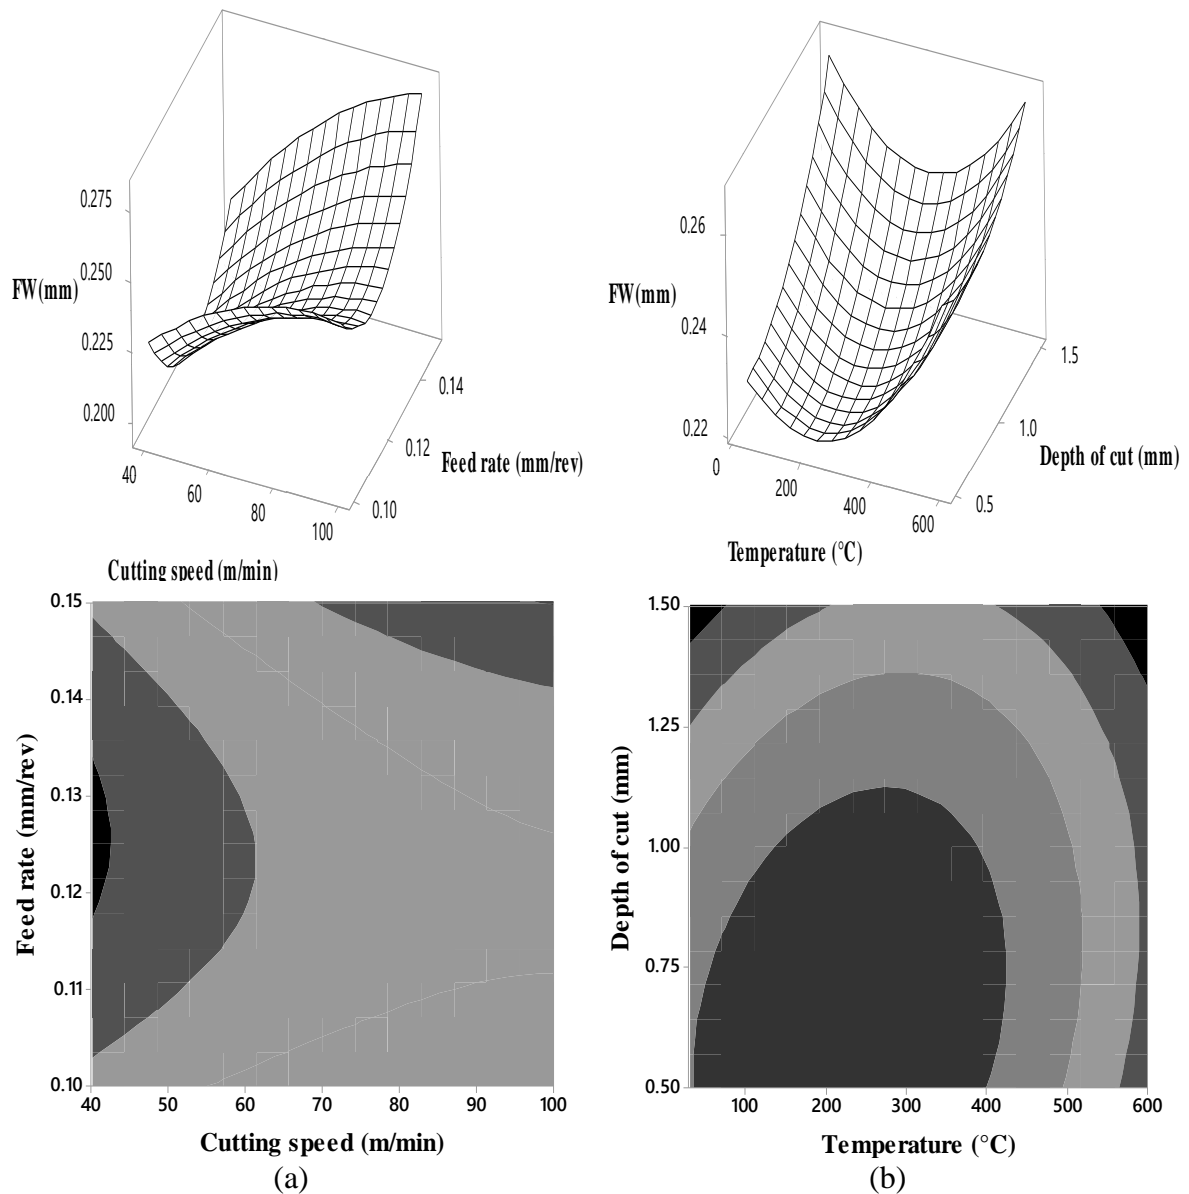 0.275
0.250
FW(mm)
0.225
0.200
40
60
80
100
0.10
0.12
0.14
Feed rate (mm/rev)
Cutting speed (m/min)
0.26
FW(mm)
0.24
0.22
0
200
400
600
0.5
1.0
1.5
Depth of cut (mm)
Temperature (°C)
0.15
0.14
0.13
0.12
0.11
0.10
Feed rate (mm/rev)
40 50 60 70 80 90 100
Cutting speed (m/min)
(a)
1.50
1.25
1.00
0.75
0.50
Depth of cut (mm)
100 200 300 400 500 600
Temperature (°C)
(b)